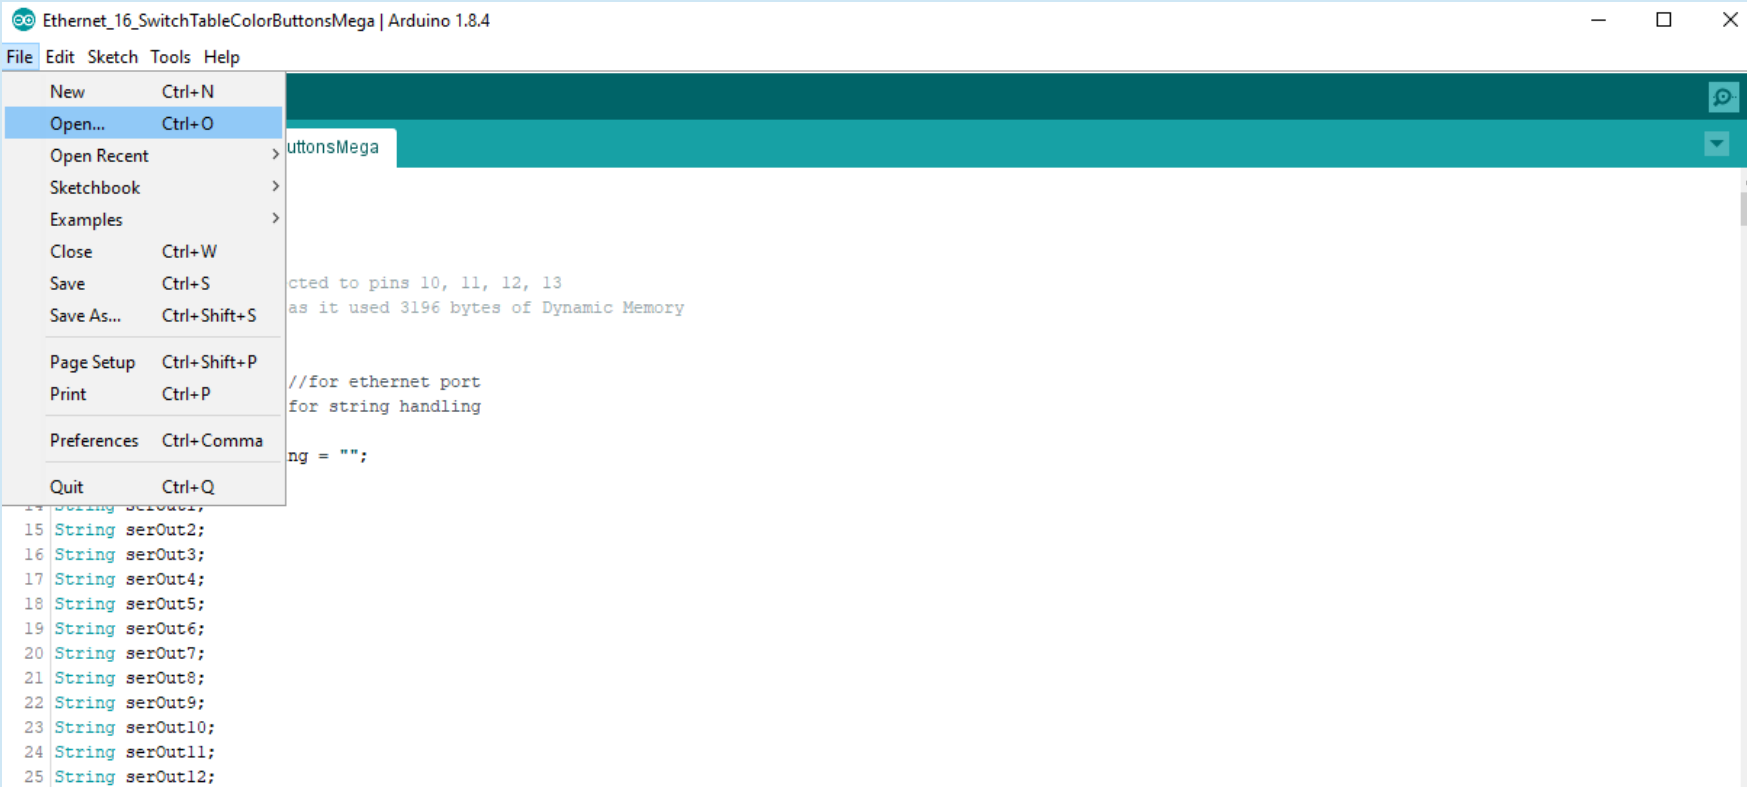 Ethernet_16_SwitchTableColorButtonsMega | Arduino 1.8.4
File Edit Sketch Tools Help
New Ctrl+N
Open... Ctrl+O
Open Recent
Sketchbook
Examples
Close Ctrl+W
Save Ctrl+S
Save As... Ctrl+Shift+S
Page Setup Ctrl+Shift+P
Print Ctrl+P
Preferences Ctrl+Comma
Quit Ctrl+Q
uttonsMega
cted to pins 10, 11, 12, 13
as it used 3196 bytes of Dynamic Memory
//for ethernet port
for string handling
ng = "";
14 String serOut1;
15 String serOut2;
16 String serOut3;
17 String serOut4;
18 String serOut5;
19 String serOut6;
20 String serOut7;
21 String serOut8;
22 String serOut9;
23 String serOut10;
24 String serOut11;
25 String serOut12;